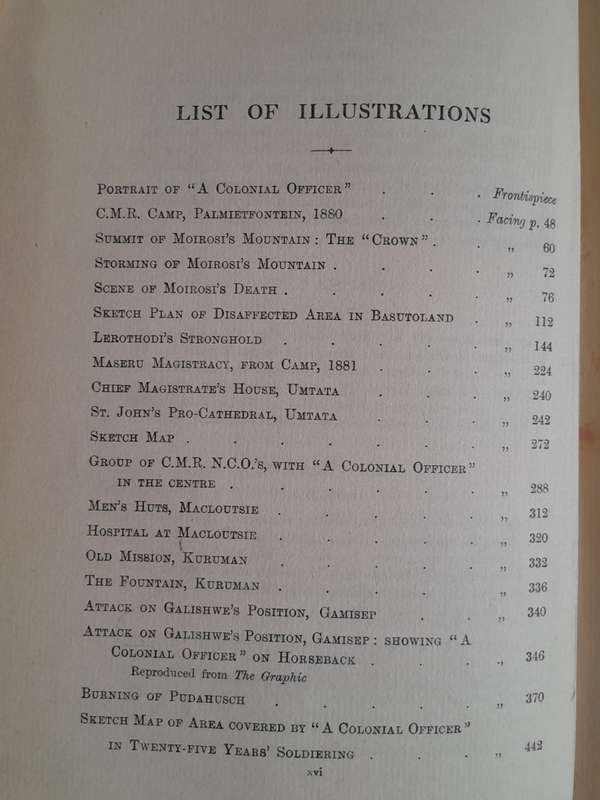 LIST OF ILLUSTRATIONS
PORTRAIT OF "A COLONIAL OFFICER" . . . Frontispiece
C.M.R. CAMP, PALMIETFONTEIN, 1880 . . . Facing p. 48
SUMMIT OF MOIROSI'S MOUNTAIN: THE "CROWN" . . „ 60
STORMING OF MOIROSI'S MOUNTAIN . . . . „ 72
SCENE OF MOIROSI'S DEATH . . . . . „ 76
SKETCH PLAN OF DISAFFECTED AREA IN BASUTOLAND . „ 112
LEROTHODI'S STRONGHOLD . . . . . „ 144
MASERU MAGISTRACY, FROM CAMP, 1881 . . . „ 224
CHIEF MAGISTRATE'S HOUSE, UMTATA . . . „ 240
ST. JOHN'S PRO-CATHEDRAL, UMTATA . . . „ 242
SKETCH MAP . . . . . . „ 272
GROUP OF C.M.R. N.C.O.'S, WITH "A COLONIAL OFFICER"
IN THE CENTRE . . . . . . „ 288
MEN'S HUTS, MACLOUTSIE . . . . . „ 312
HOSPITAL AT MACLOUTSIE . . . . . „ 320
OLD MISSION, KURUMAN . . . . . „ 332
THE FOUNTAIN, KURUMAN . . . . . „ 336
ATTACK ON GALISHWE'S POSITION, GAMISEP . . . „ 340
ATTACK ON GALISHWE'S POSITION, GAMISEP: SHOWING "A
COLONIAL OFFICER" ON HORSEBACK . . . „ 346
Reproduced from The Graphic
BURNING OF PUDAHUSCH . . . . . „ 370
SKETCH MAP OF AREA COVERED BY "A COLONIAL OFFICER"
IN TWENTY-FIVE YEARS' SOLDIERING . . . „ 442
xvi